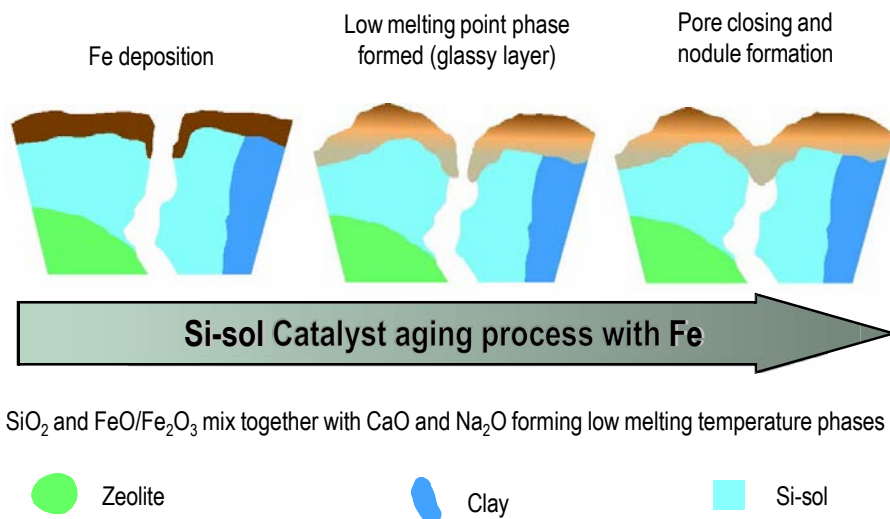 Fe deposition
Low melting point phase
formed (glassy layer)
Pore closing and
nodule formation
Si-sol Catalyst aging process with Fe
SiO₂ and FeO/Fe₂O₃ mix together with CaO and Na₂O forming low melting temperature phases
Zeolite
Clay
Si-sol